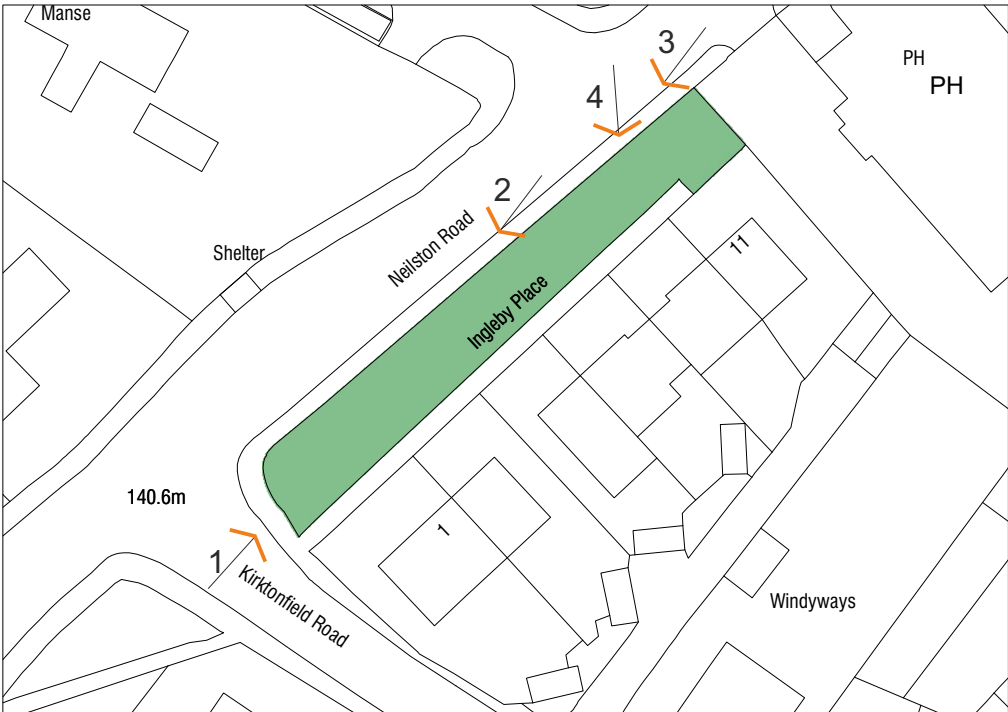 Manse
3
PH
PH
4
2
Neilston Road
11
Shelter
Ingleby Place
140.6m
1
1
Kirktonfield Road
Windyways